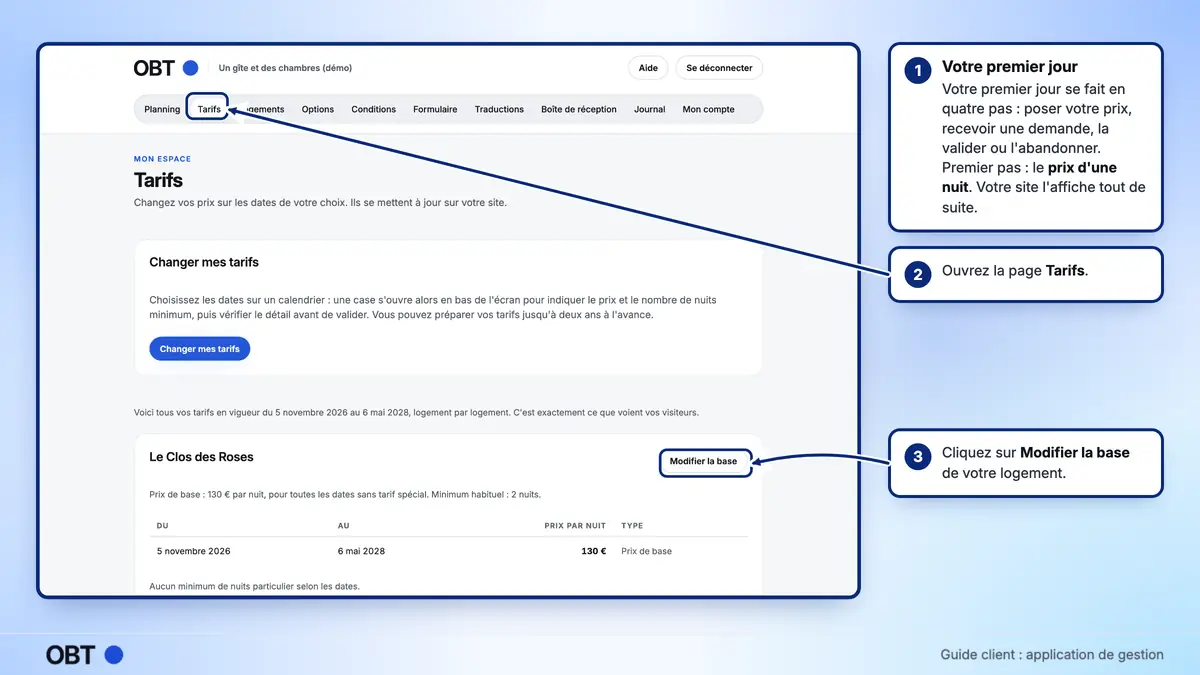 OBT
Un gîte et des chambres (démo)
Aide
Se déconnecter
Planning
Tarifs
Options
Conditions
Formulaire
Traductions
Boîte de réception
Journal
Mon compte
MON ESPACE
Tarifs
Changez vos prix sur les dates de votre choix. Ils se mettent à jour sur votre site.
Changer mes tarifs
Choisissez les dates sur un calendrier : une case s'ouvre alors en bas de l'écran pour indiquer le prix et le nombre de nuits
minimum, puis vérifier le détail avant de valider. Vous pouvez préparer vos tarifs jusqu'à deux ans à l'avance.
Changer mes tarifs
Voici tous vos tarifs en vigueur du 5 novembre 2026 au 6 mai 2028, logement par logement. C'est exactement ce que voient vos visiteurs.
Le Clos des Roses
Modifier la base
Prix de base : 130 € par nuit, pour toutes les dates sans tarif spécial. Minimum habituel : 2 nuits.
DU AU PRIX PAR NUIT TYPE
5 novembre 2026 6 mai 2028 130 € Prix de base
Aucun minimum de nuits particulier selon les dates.
1 Votre premier jour
Votre premier jour se fait en
quatre pas : poser votre prix,
recevoir une demande, la
valider ou l'abandonner.
Premier pas : le prix d'une
nuit. Votre site l'affiche tout de
suite.
2 Ouvrez la page Tarifs.
3 Cliquez sur Modifier la base
de votre logement.
OBT
Guide client : application de gestion